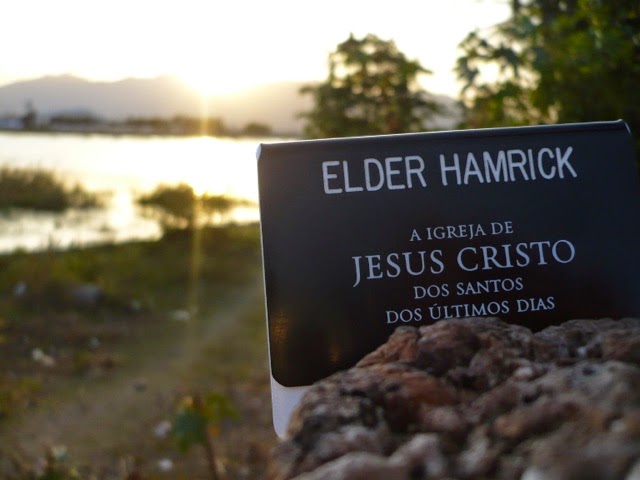 ELDER HAMRICK
A IGREJA DE
JESUS CRISTO
DOS SANTOS
DOS ÚLTIMOS DIAS